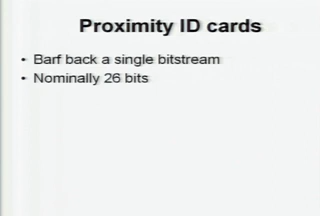 Proximity ID cards
• Barf back a single bitstream
• Nominally 26 bits